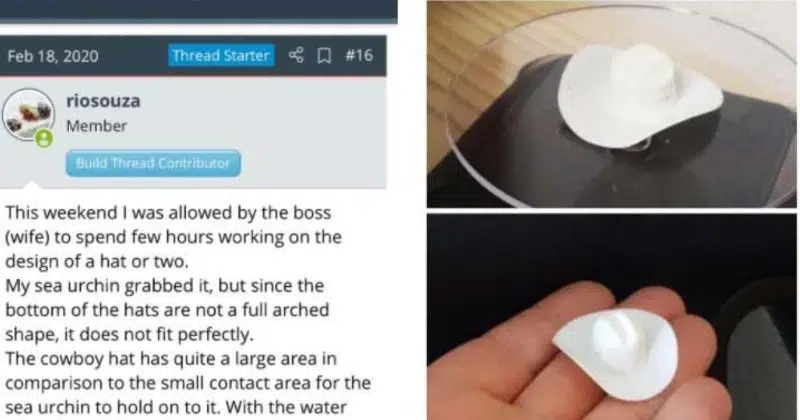 Feb 18, 2020 Thread Starter #16
riosouza
Member
Build Thread Contributor
This weekend I was allowed by the boss
(wife) to spend few hours working on the
design of a hat or two.
My sea urchin grabbed it, but since the
bottom of the hats are not a full arched
shape, it does not fit perfectly.
The cowboy hat has quite a large area in
comparison to the small contact area for the
sea urchin to hold on to it. With the water